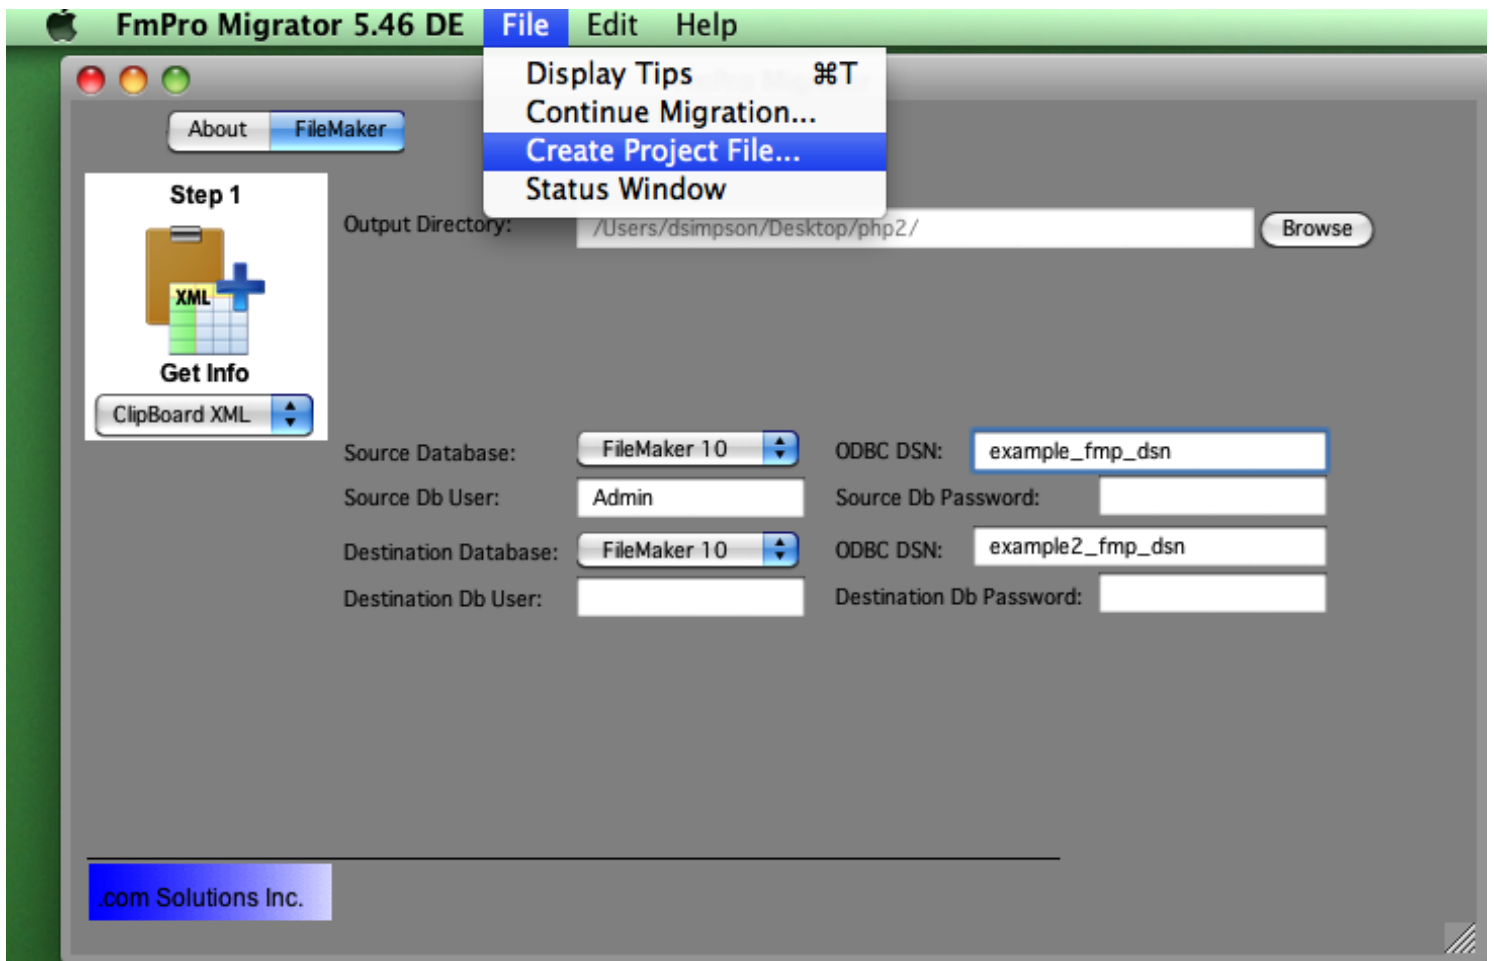 FmPro Migrator 5.46 DE File Edit Help
Display Tips ⌘T
Continue Migration...
Create Project File...
Status Window
About FileMaker
Step 1
XML
Get Info
ClipBoard XML
Output Directory: /Users/dsimpson/Desktop/php2/ Browse
Source Database: FileMaker 10 ODBC DSN: example_fmp_dsn
Source Db User: Admin Source Db Password:
Destination Database: FileMaker 10 ODBC DSN: example2_fmp_dsn
Destination Db User: Destination Db Password:
.com Solutions Inc.